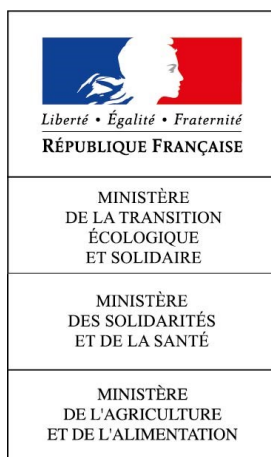 Liberté • Égalité • Fraternité
RÉPUBLIQUE FRANÇAISE
MINISTÈRE
DE LA TRANSITION
ÉCOLOGIQUE
ET SOLIDAIRE
MINISTÈRE
DES SOLIDARITÉS
ET DE LA SANTÉ
MINISTÈRE
DE L'AGRICULTURE
ET DE L'ALIMENTATION